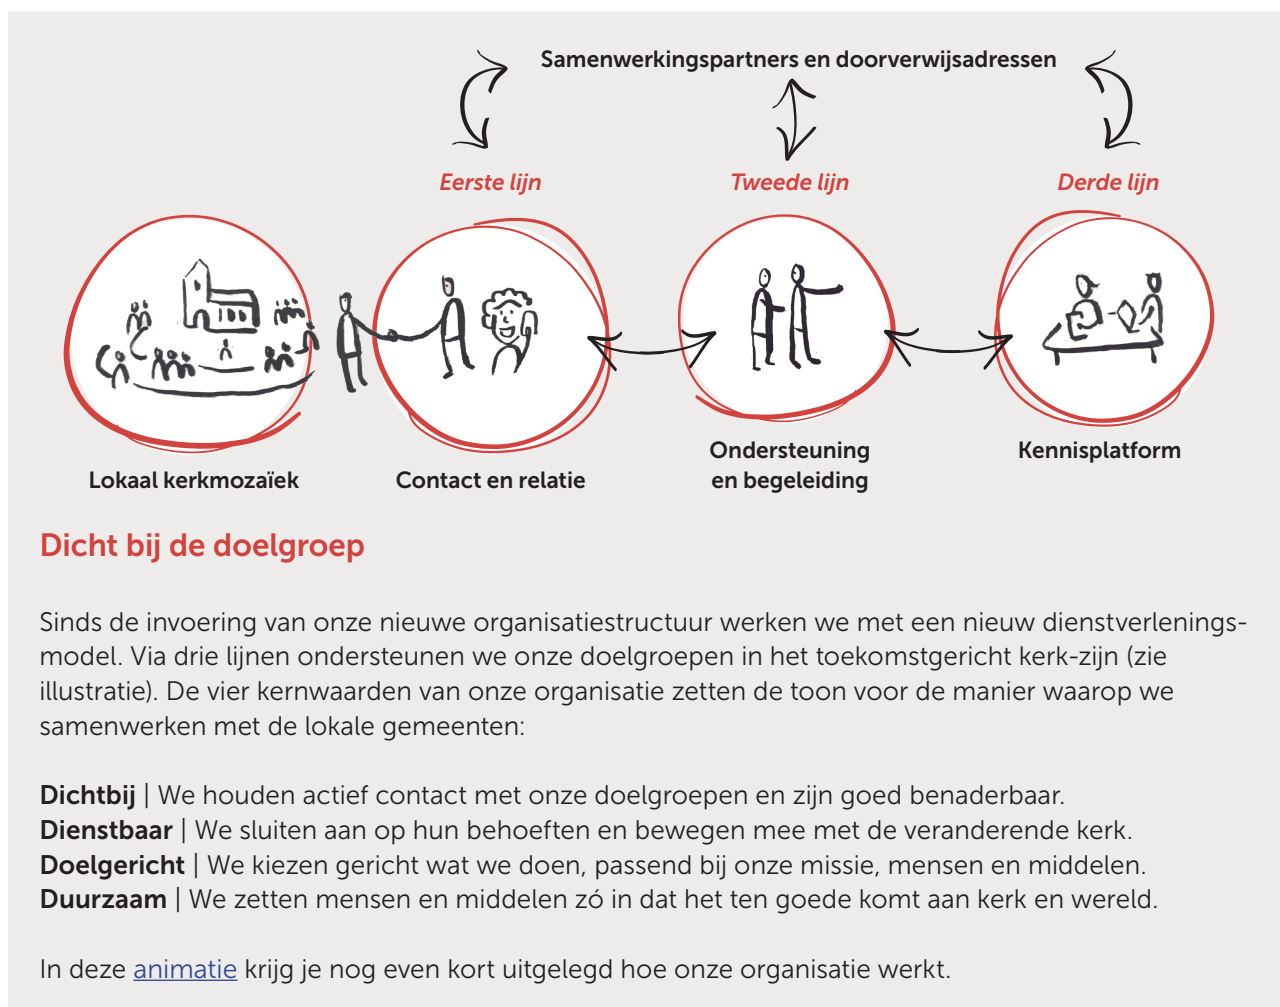 Samenwerkingspartners en doorverwijsadressen
Eerste lijn
Tweede lijn
Derde lijn
Lokaal kerkmozaïek
Contact en relatie
Ondersteuning
en begeleiding
Kennisplatform
Dicht bij de doelgroep
Sinds de invoering van onze nieuwe organisatiestructuur werken we met een nieuw dienstverlenings-
model. Via drie lijnen ondersteunen we onze doelgroepen in het toekomstgericht kerk-zijn (zie
illustratie). De vier kernwaarden van onze organisatie zetten de toon voor de manier waarop we
samenwerken met de lokale gemeenten:
Dichtbij | We houden actief contact met onze doelgroepen en zijn goed benaderbaar.
Dienstbaar | We sluiten aan op hun behoeften en bewegen mee met de veranderende kerk.
Doelgericht | We kiezen gericht wat we doen, passend bij onze missie, mensen en middelen.
Duurzaam | We zetten mensen en middelen zó in dat het ten goede komt aan kerk en wereld.
In deze animatie krijg je nog even kort uitgelegd hoe onze organisatie werkt.